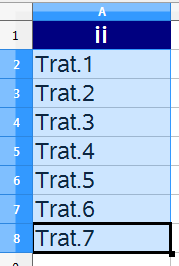 A
1 ii
2 Trat.1
3 Trat.2
4 Trat.3
5 Trat.4
6 Trat.5
7 Trat.6
8 Trat.7